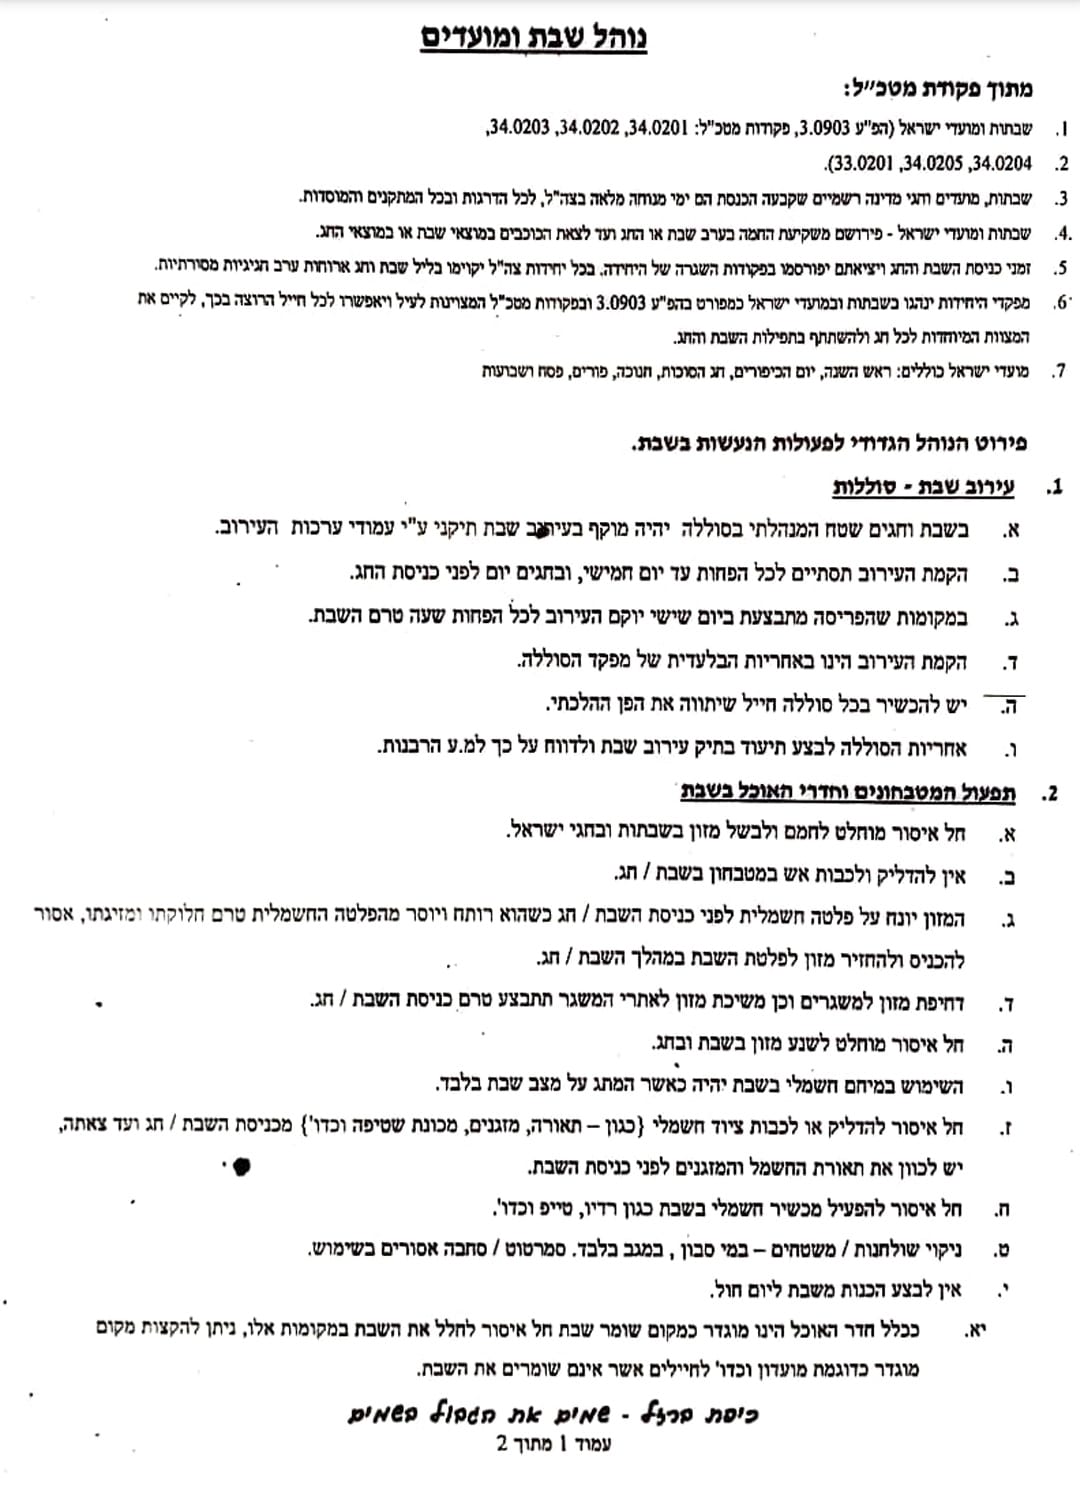 נוהל שבת ומועדים
מתוך פקודת מטכ״ל:
1. שבתות ומועדי ישראל (הפ"ע 3.0903, פקודות מטכ"ל: 34.0201, 34.0202, 34.0203,
2. 34.0204, 34.0205, 33.0201).
3. שבתות, מועדים וחגי מדינה רשמיים שקבעה הכנסת הם ימי מנוחה מלאה בצה"ל, לכל הדרגות ובכל המתקנים והמוסדות.
4. שבתות ומועדי ישראל - פירושם משקיעת החמה בערב שבת או החג ועד לצאת הכוכבים במוצאי שבת או במוצאי החג.
5. זמני כניסת השבת והחג ויציאתם יפורסמו בפקודות השגרה של היחידה. בכל יחידות צה"ל יקוימו בליל שבת וחג ארוחות ערב חגיגיות מסורתיות.
6. מפקדי היחידות ינהגו בשבתות ובמועדי ישראל כמפורט בהפ"ע 3.0903 ובפקודות מטכ"ל המצוינות לעיל ויאפשרו לכל חייל הרוצה בכך, לקיים את
המצוות המיוחדות לכל חג ולהשתתף בתפילות השבת והחג.
7. מועדי ישראל כוללים: ראש השנה, יום הכיפורים, חג הסוכות, חנוכה, פורים, פסח ושבועות
פירוט הנוהל הגדודי לפעולות הנעשות בשבת.
1. עירוב שבת - סוללות
א. בשבת וחגים שטח המנהלתי בסוללה יהיה מוקף בעירוב שבת תיקני ע"י עמודי ערכות העירוב.
ב. הקמת העירוב תסתיים לכל הפחות עד יום חמישי, ובחגים יום לפני כניסת החג.
ג. במקומות שהפריסה מתבצעת ביום שישי יוקם העירוב לכל הפחות שעה טרם השבת.
ד. הקמת העירוב הינו באחריות הבלעדית של מפקד הסוללה.
ה. יש להכשיר בכל סוללה חייל שיתווה את הפן ההלכתי.
ו. אחריות הסוללה לבצע תיעוד בתיק עירוב שבת ולדווח על כך למ.ע הרבנות.
2. תפעול המטבחונים וחדרי האוכל בשבת
א. חל איסור מוחלט לחמם ולבשל מזון בשבתות ובחגי ישראל.
ב. אין להדליק ולכבות אש במטבחון בשבת / חג.
ג. המזון יונח על פלטה חשמלית לפני כניסת השבת / חג כשהוא רותח ויוסר מהפלטה החשמלית טרם חלוקתו ומזיגתו, אסור
להכניס ולהחזיר מזון לפלטת השבת במהלך השבת / חג.
ד. דחיפת מזון למשגרים וכן משיכת מזון לאתרי המשגר תתבצע טרם כניסת השבת / חג.
ה. חל איסור מוחלט לשנע מזון בשבת ובחג.
ו. השימוש במיחם חשמלי בשבת יהיה כאשר המתג על מצב שבת בלבד.
ז. חל איסור להדליק או לכבות ציוד חשמלי {כגון – תאורה, מזגנים, מכונת שטיפה וכדו'} מכניסת השבת / חג ועד צאתה,
יש לכוון את תאורת החשמל והמזגנים לפני כניסת השבת.
ח. חל איסור להפעיל מכשיר חשמלי בשבת כגון רדיו, טייפ וכדו'.
ט. ניקוי שולחנות / משטחים – במי סבון , במגב בלבד. סמרטוט / סחבה אסורים בשימוש.
י. אין לבצע הכנות משבת ליום חול.
יא. ככלל חדר האוכל הינו מוגדר כמקום שומר שבת חל איסור לחלל את השבת במקומות אלו, ניתן להקצות מקום
מוגדר כדוגמת מועדון וכדו' לחיילים אשר אינם שומרים את השבת.
כיפת ברזל - שמים את הגבול בשמים
עמוד 1 מתוך 2